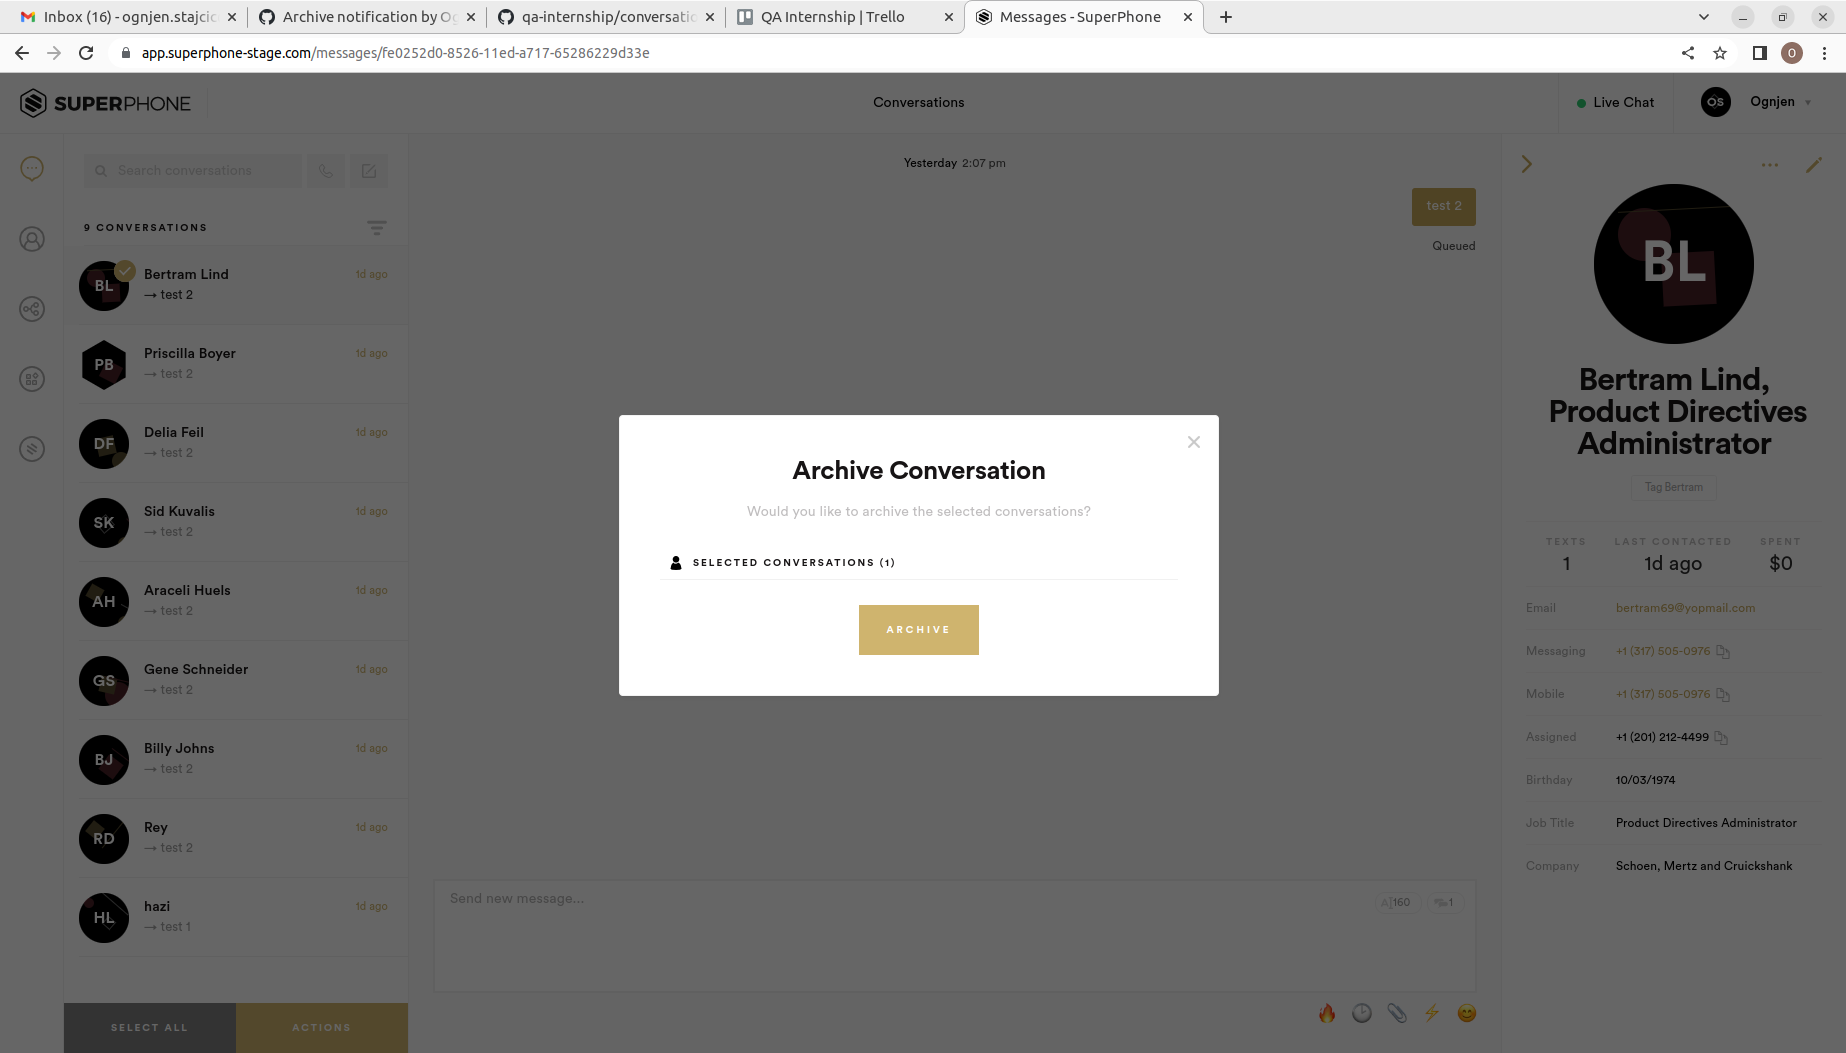 Inbox (16) - ognjen.stajcic
Archive notification by Og
qa-internship/conversatio
QA Internship | Trello
Messages - SuperPhone
app.superphone-stage.com/messages/fe0252d0-8526-11ed-a717-65286229d33e
O
SUPERPHONE
Conversations
Live Chat
OS
Ognjen
Search conversations
9 CONVERSATIONS
BL
Bertram Lind
1d ago
→ test 2
PB
Priscilla Boyer
1d ago
→ test 2
DF
Delia Feil
1d ago
→ test 2
SK
Sid Kuvalis
1d ago
→ test 2
AH
Araceli Huels
1d ago
→ test 2
GS
Gene Schneider
1d ago
→ test 2
BJ
Billy Johns
1d ago
→ test 2
RD
Rey
1d ago
→ test 2
HL
hazi
1d ago
→ test 1
SELECT ALL
ACTIONS
Yesterday 2:07 pm
test 2
Queued
Archive Conversation
Would you like to archive the selected conversations?
SELECTED CONVERSATIONS (1)
ARCHIVE
Send new message...
A 160
1
BL
Bertram Lind,
Product Directives
Administrator
Tag Bertram
TEXTS LAST CONTACTED SPENT
1 1d ago $0
Email bertram69@yopmail.com
Messaging +1 (317) 505-0976
Mobile +1 (317) 505-0976
Assigned +1 (201) 212-4499
Birthday 10/03/1974
Job Title Product Directives Administrator
Company Schoen, Mertz and Cruickshank